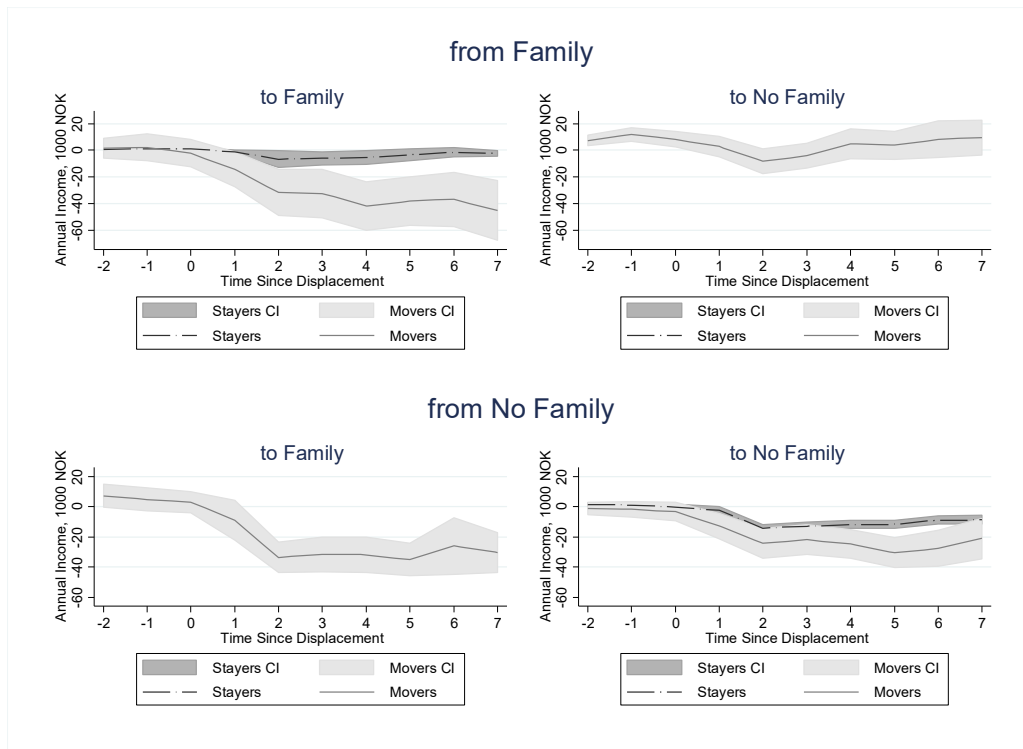 from Family
to Family
to No Family
Annual Income, 1000 NOK
20
0
-20
-40
-60
-2 -1 0 1 2 3 4 5 6 7
Time Since Displacement
Stayers CI Movers CI
Stayers Movers
Annual Income, 1000 NOK
20
0
-20
-40
-60
-2 -1 0 1 2 3 4 5 6 7
Time Since Displacement
Stayers CI Movers CI
Stayers Movers
from No Family
to Family
to No Family
Annual Income, 1000 NOK
20
0
-20
-40
-60
-2 -1 0 1 2 3 4 5 6 7
Time Since Displacement
Stayers CI Movers CI
Stayers Movers
Annual Income, 1000 NOK
20
0
-20
-40
-60
-2 -1 0 1 2 3 4 5 6 7
Time Since Displacement
Stayers CI Movers CI
Stayers Movers